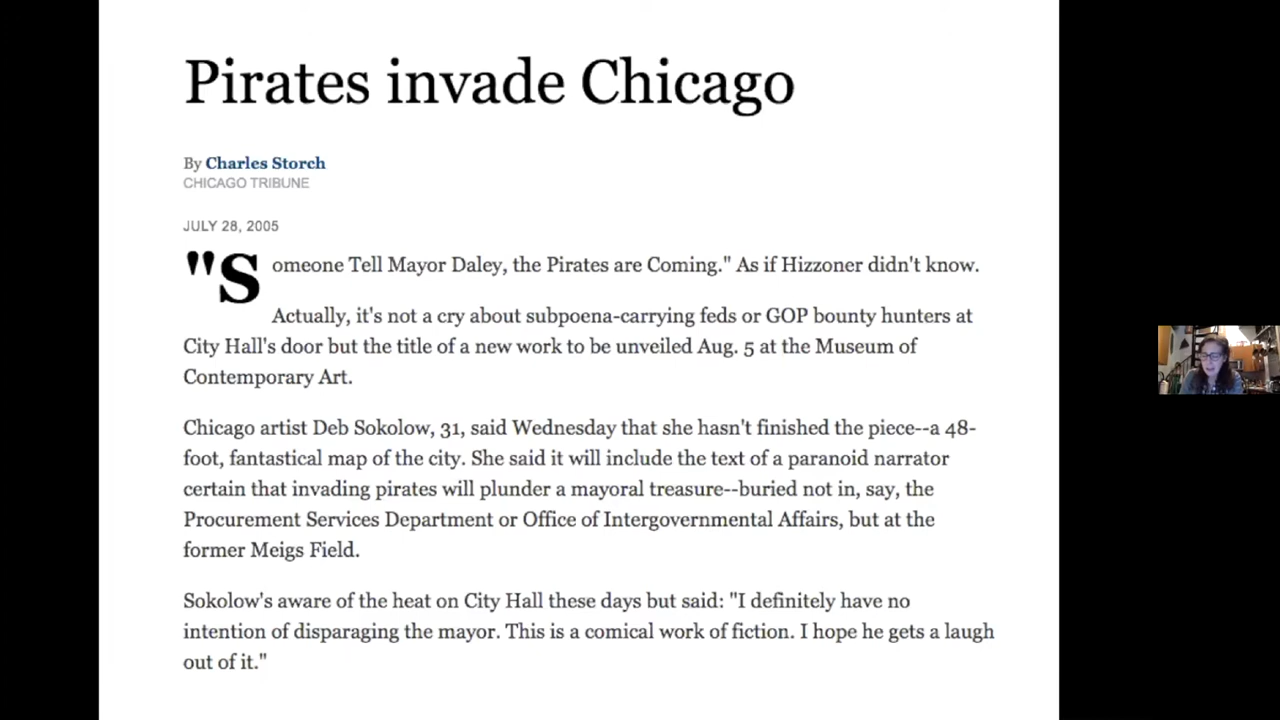 Pirates invade Chicago
By Charles Storch
CHICAGO TRIBUNE
JULY 28, 2005
"Someone Tell Mayor Daley, the Pirates are Coming." As if Hizzoner didn't know.
Actually, it's not a cry about subpoena-carrying feds or GOP bounty hunters at
City Hall's door but the title of a new work to be unveiled Aug. 5 at the Museum of
Contemporary Art.
Chicago artist Deb Sokolow, 31, said Wednesday that she hasn't finished the piece--a 48-
foot, fantastical map of the city. She said it will include the text of a paranoid narrator
certain that invading pirates will plunder a mayoral treasure--buried not in, say, the
Procurement Services Department or Office of Intergovernmental Affairs, but at the
former Meigs Field.
Sokolow's aware of the heat on City Hall these days but said: "I definitely have no
intention of disparaging the mayor. This is a comical work of fiction. I hope he gets a laugh
out of it."